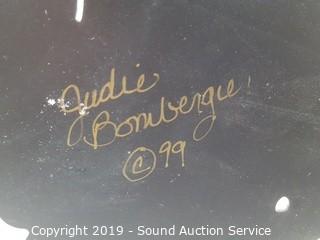 Judie
Bomberger
© 99
Copyright 2019 - Sound Auction Service